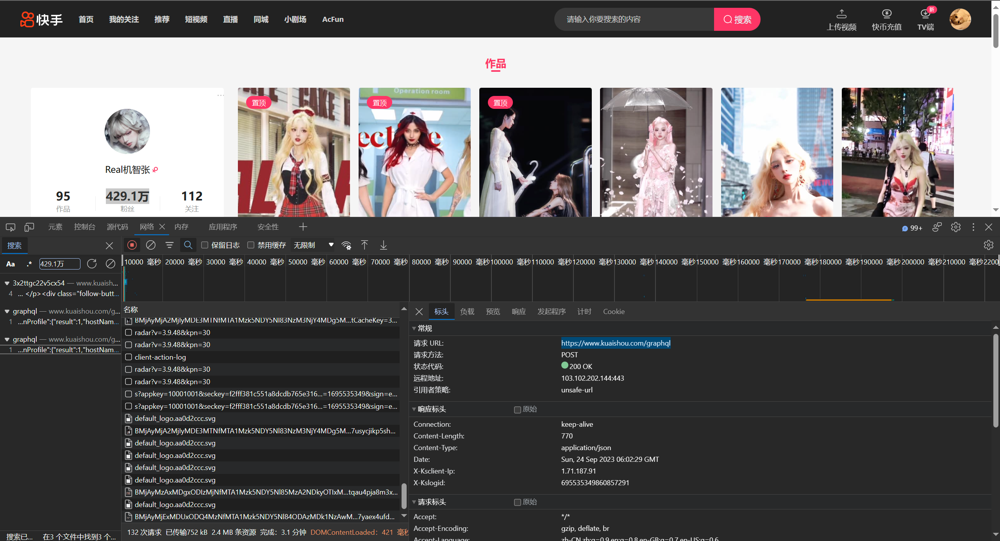 快手 首页 我的关注 推荐 短视频 直播 同城 小剧场 AcFun 请输入你要搜索的内容 搜索 上传视频 快币充值 新 TV端
作品
置顶 置顶 置顶
Operation room
Real机智张
95 429.1万 112
作品 粉丝 关注
元素 控制台 源代码 网络 内存 应用程序 安全性 99+
搜索 保留日志 禁用缓存 无限制
Aa .* 429.1万
10000 毫秒 20000 毫秒 30000 毫秒 40000 毫秒 50000 毫秒 60000 毫秒 70000 毫秒 80000 毫秒 90000 毫秒 100000 毫秒 110000 毫秒 120000 毫秒 130000 毫秒 140000 毫秒 150000 毫秒 160000 毫秒 170000 毫秒 180000 毫秒 190000 毫秒 200000 毫秒 210000 毫秒 2200
3x2ttgc22v5cx54 — www.kuaish...
4 ... </p><div class="follow-butt...
graphql — www.kuaishou.com/g...
1 ...nProfile":{"result":1,"hostNam...
graphql — www.kuaishou.com/g...
1 ...nProfile":{"result":1,"hostNam...
搜索已... 在3 个文件中找到3 个...
名称
BMjAyMjA2MjIyMDE3MTNfMTA1Mzk5NDY5Nl83NzM3NjY4MDg5M...tCacheKey=3...
radar?v=3.9.48&kpn=30
radar?v=3.9.48&kpn=30
client-action-log
radar?v=3.9.48&kpn=30
radar?v=3.9.48&kpn=30
s?appkey=10001001&seckey=f2fff381c551a8dcdb765e316...=1695535349&sign=e...
s?appkey=10001001&seckey=f2fff381c551a8dcdb765e316...=1695535349&sign=e...
default_logo.aa0d2ccc.svg
BMjAyMjA2MjIyMDE3MTNfMTA1Mzk5NDY5Nl83NzM3NjY4MDg5M...7usycjikp5sh...
default_logo.aa0d2ccc.svg
default_logo.aa0d2ccc.svg
default_logo.aa0d2ccc.svg
default_logo.aa0d2ccc.svg
BMjAyMzAxMDgxODIzMjNfMTA1Mzk5NDY5Nl85MzA2NDkyOTIxM...tqau4pja8m3x...
default_logo.aa0d2ccc.svg
BMjAyMjExMDUxODQ4MzNfMTA1Mzk5NDY5Nl84ODAzMDk1NzAwM...7yaex4ufd...
132 次请求 已传输752 kB 2.4 MB 条资源 完成：3.1 分钟 DOMContentLoaded：421 毫秒
标头 负载 预览 响应 发起程序 计时 Cookie
常规
请求 URL: https://www.kuaishou.com/graphql
请求方法: POST
状态代码: 200 OK
远程地址: 103.102.202.144:443
引用者策略: unsafe-url
响应标头 原始
Connection: keep-alive
Content-Length: 770
Content-Type: application/json
Date: Sun, 24 Sep 2023 06:02:29 GMT
X-Ksclient-Ip: 1.71.187.91
X-Kslogid: 695535349860857291
请求标头 原始
Accept: */*
Accept-Encoding: gzip, deflate, br
Accept-Language: zh-CN,zh;q=0.9,en;q=0.8,en-GB;q=0.7,en-US;q=0.6